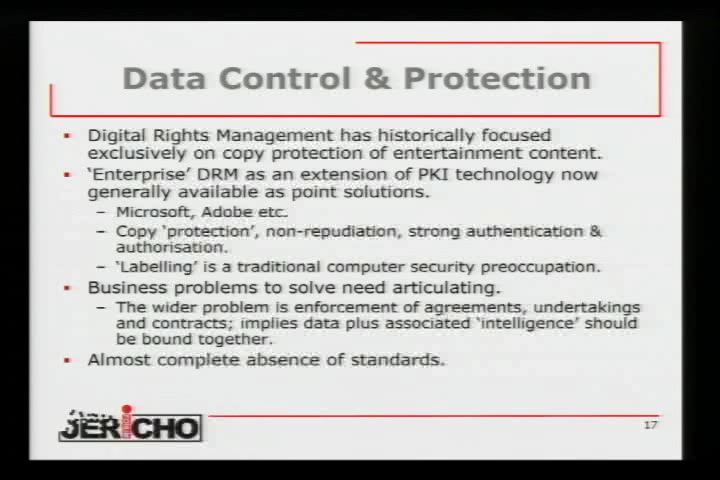 Data Control & Protection
Digital Rights Management has historically focused
exclusively on copy protection of entertainment content.
‘Enterprise’ DRM as an extension of PKI technology now
generally available as point solutions.
– Microsoft, Adobe etc.
– Copy ‘protection’, non-repudiation, strong authentication &
authorisation.
– ‘Labelling’ is a traditional computer security preoccupation.
Business problems to solve need articulating.
– The wider problem is enforcement of agreements, undertakings
and contracts; implies data plus associated ‘intelligence’ should
be bound together.
Almost complete absence of standards.
JERiCHO
17